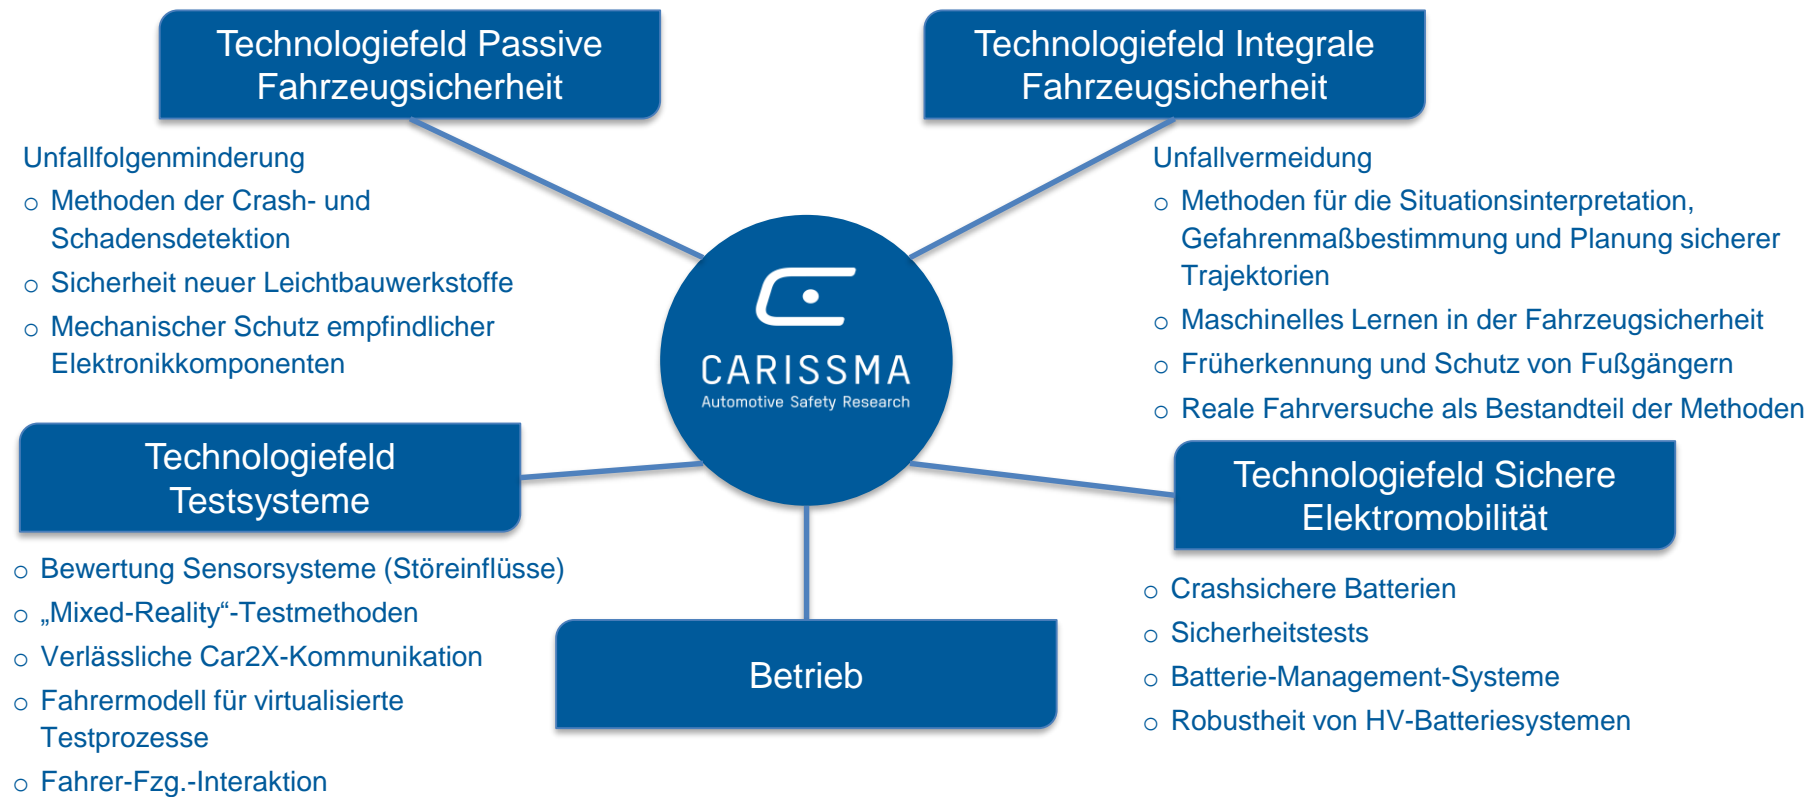 Technologiefeld Passive
Fahrzeugsicherheit
Technologiefeld Integrale
Fahrzeugsicherheit
Unfallfolgenminderung
o Methoden der Crash- und
Schadensdetektion
o Sicherheit neuer Leichtbauwerkstoffe
o Mechanischer Schutz empfindlicher
Elektronikkomponenten
Unfallvermeidung
o Methoden für die Situationsinterpretation,
Gefahrenmaßbestimmung und Planung sicherer
Trajektorien
o Maschinelles Lernen in der Fahrzeugsicherheit
o Früherkennung und Schutz von Fußgängern
o Reale Fahrversuche als Bestandteil der Methoden
CARISSMA
Automotive Safety Research
Technologiefeld
Testsysteme
o Bewertung Sensorsysteme (Störeinflüsse)
o „Mixed-Reality“-Testmethoden
o Verlässliche Car2X-Kommunikation
o Fahrermodell für virtualisierte
Testprozesse
o Fahrer-Fzg.-Interaktion
Betrieb
Technologiefeld Sichere
Elektromobilität
o Crashsichere Batterien
o Sicherheitstests
o Batterie-Management-Systeme
o Robustheit von HV-Batteriesystemen